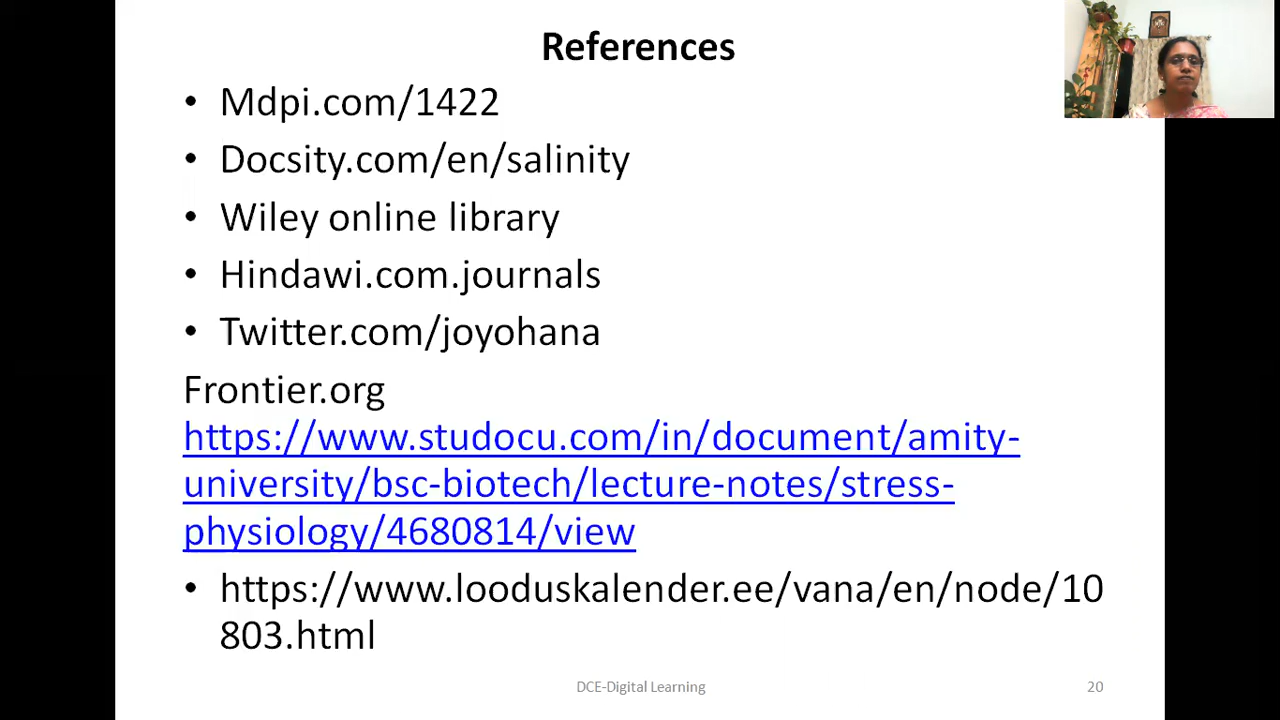 References
• Mdpi.com/1422
• Docsity.com/en/salinity
• Wiley online library
• Hindawi.com.journals
• Twitter.com/joyohana
Frontier.org
https://www.studocu.com/in/document/amity-
university/bsc-biotech/lecture-notes/stress-
physiology/4680814/view
• https://www.looduskalender.ee/vana/en/node/10
803.html
DCE-Digital Learning
20